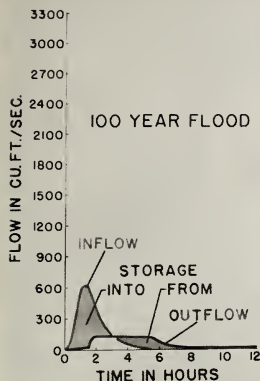 3300
3000
2700
2400
2100
1800
1500
1200
900
600
300
0
FLOW IN CU. FT./SEC.
100 YEAR FLOOD
INFLOW
STORAGE
INTO FROM
OUTFLOW
0 2 4 6 8 10 12
TIME IN HOURS